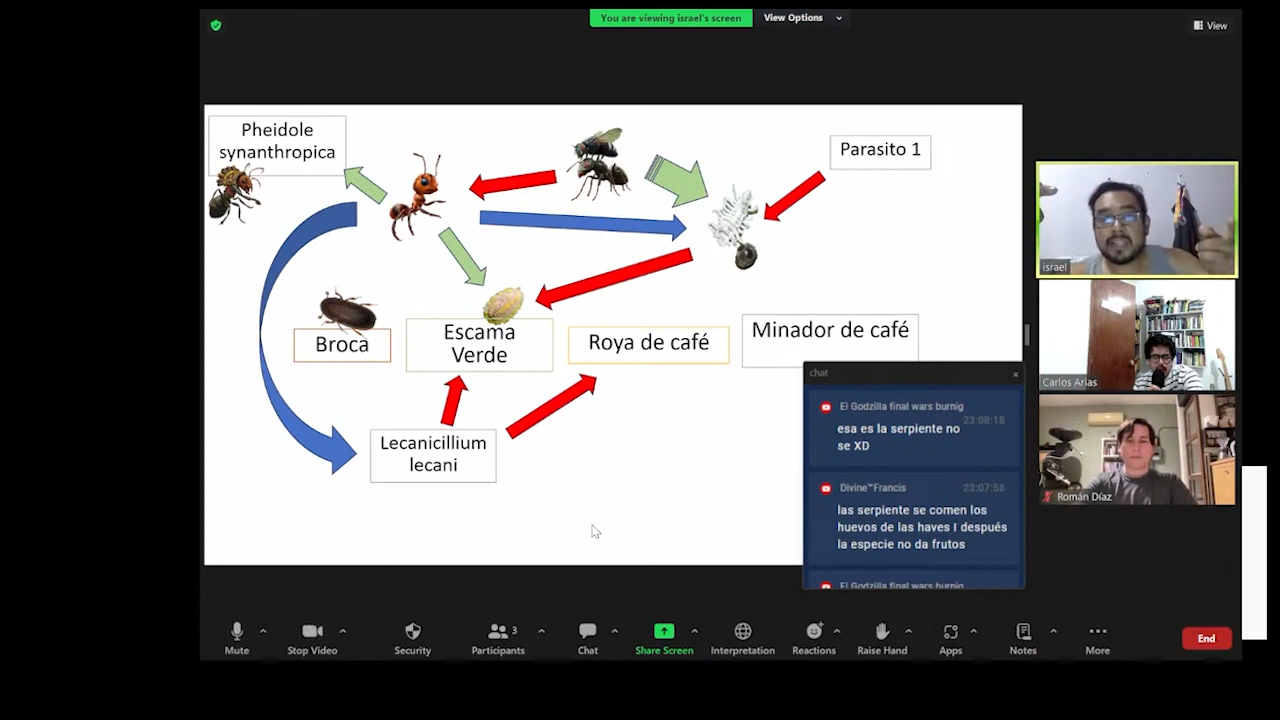 You are viewing israel's screen
View Options
View
Pheidole
synanthropica
Parasito 1
Broca
Escama
Verde
Roya de café
Minador de café
Lecanicillium
lecani
israel
Carlos Arias
Román Díaz
chat
El Godzilla final wars burnig
23:08:18
esa es la serpiente no
se XD
Divine™Francis
23:07:58
las serpiente se comen los
huevos de las haves I después
la especie no da frutos
El Godzilla final wars burnig
Mute
Stop Video
Security
Participants
3
Chat
Share Screen
Interpretation
Reactions
Raise Hand
Apps
Notes
More
End